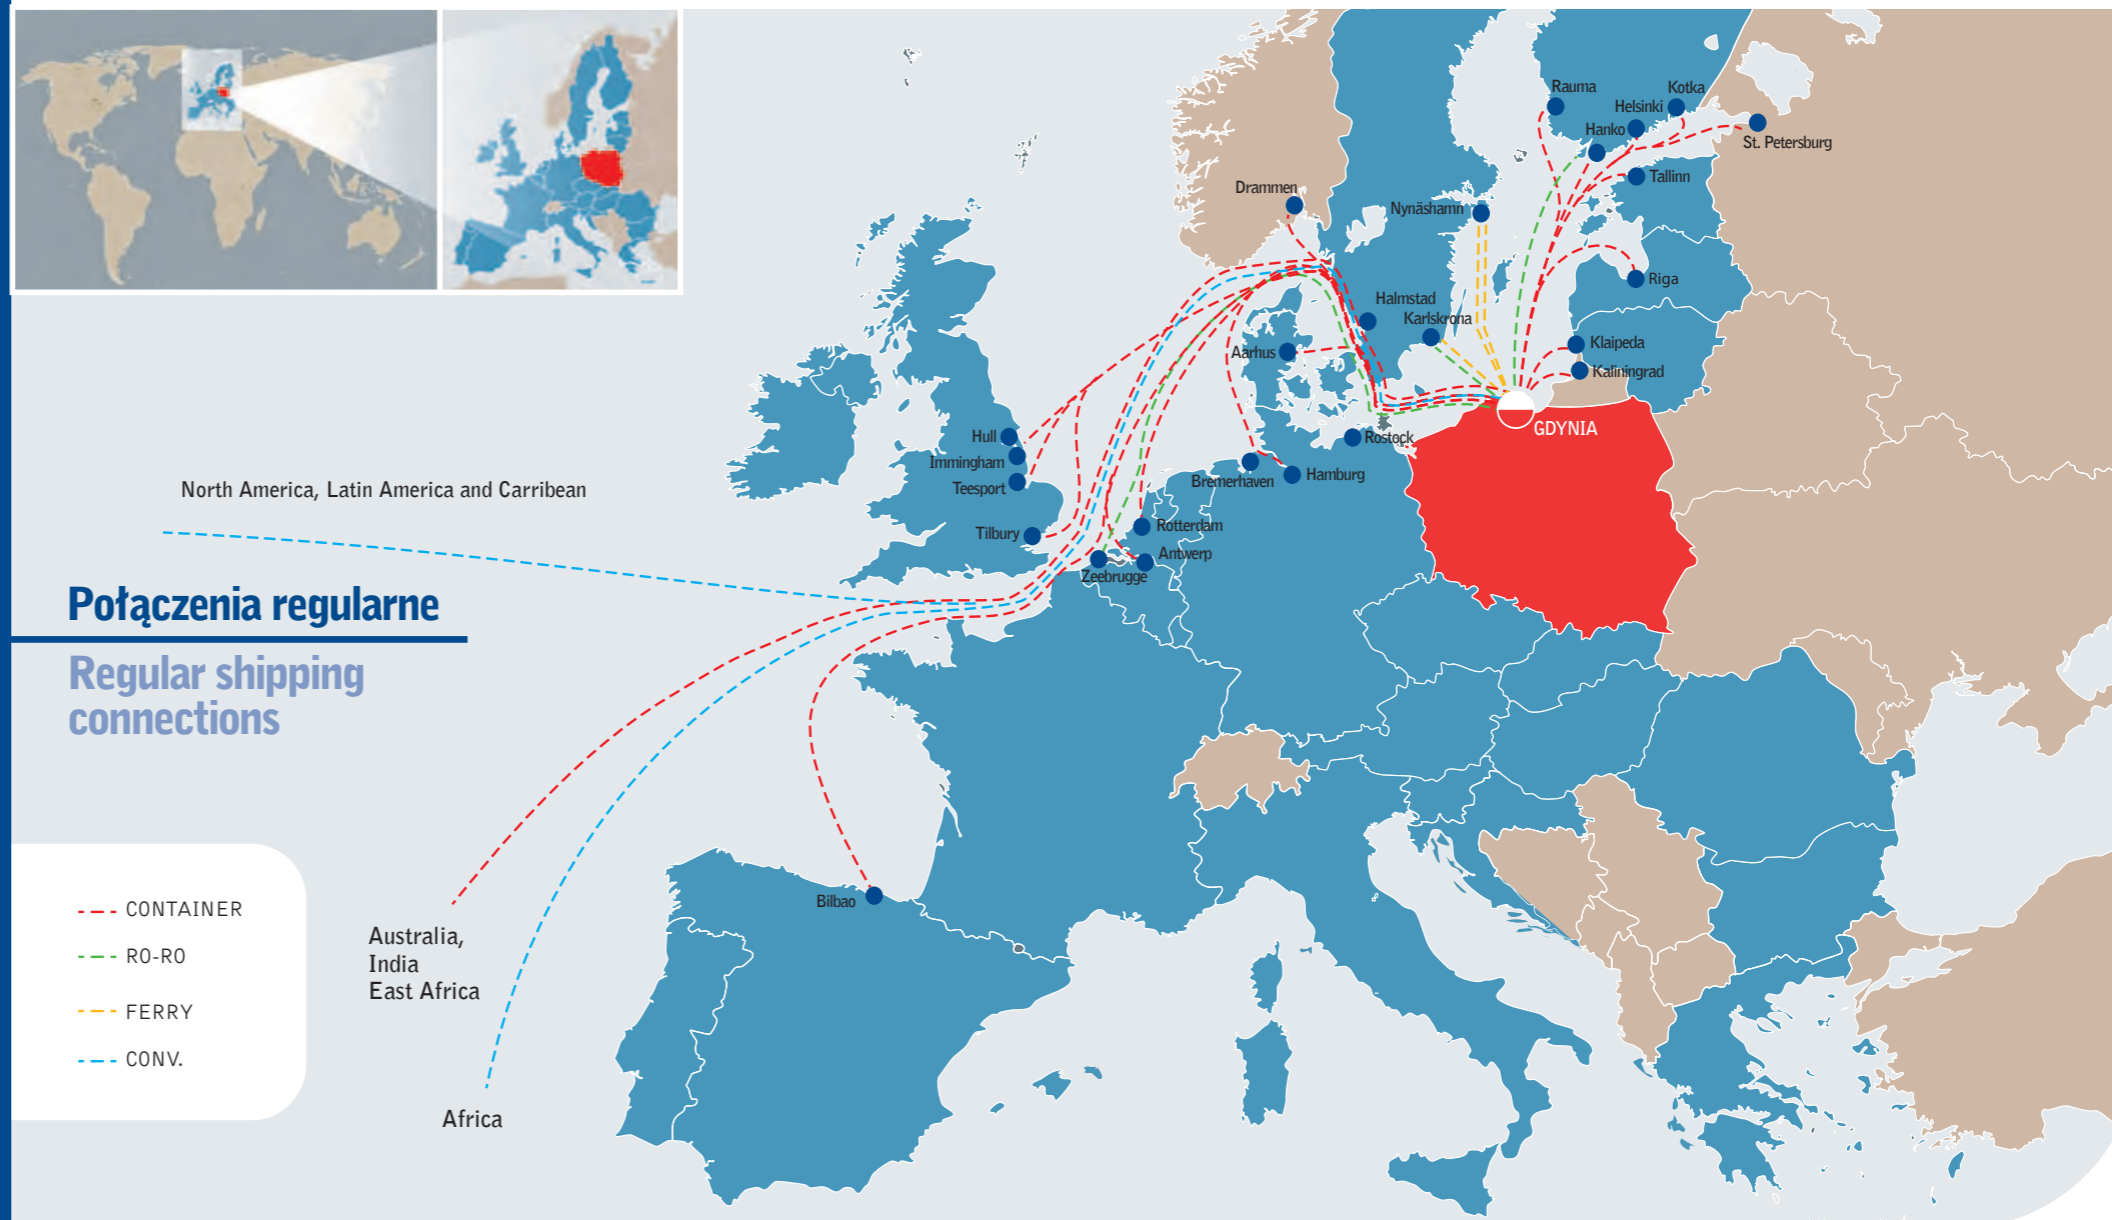 Rauma
Kotka
Helsinki
Hanko
St. Petersburg
Tallinn
Drammen
Nynäshamn
Riga
Halmstad
Karlskrona
Klaipeda
Aarhus
Kaliningrad
GDYNIA
Rostock
Hull
Immingham
Teesport
Bremerhaven
Hamburg
Tilbury
Rotterdam
Antwerp
Zeebrugge
North America, Latin America and Carribean
Połączenia regularne
Regular shipping
connections
Bilbao
CONTAINER
RO-RO
FERRY
CONV.
Australia,
India
East Africa
Africa